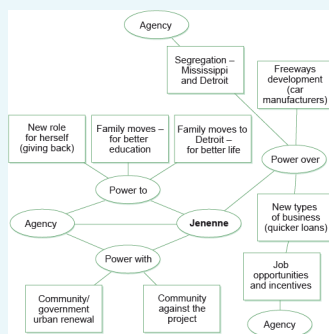 Agency
Segregation –
Mississippi
and Detroit
Freeways
development
(car
manufacturers)
New role
for herself
(giving back)
Family moves –
for better
education
Family moves to
Detroit –
for better life
Power over
Power to
Agency
Jenenne
New types
of business
(quicker loans)
Power with
Job
opportunities
and incentives
Community/
government
urban renewal
Community
against the
project
Agency